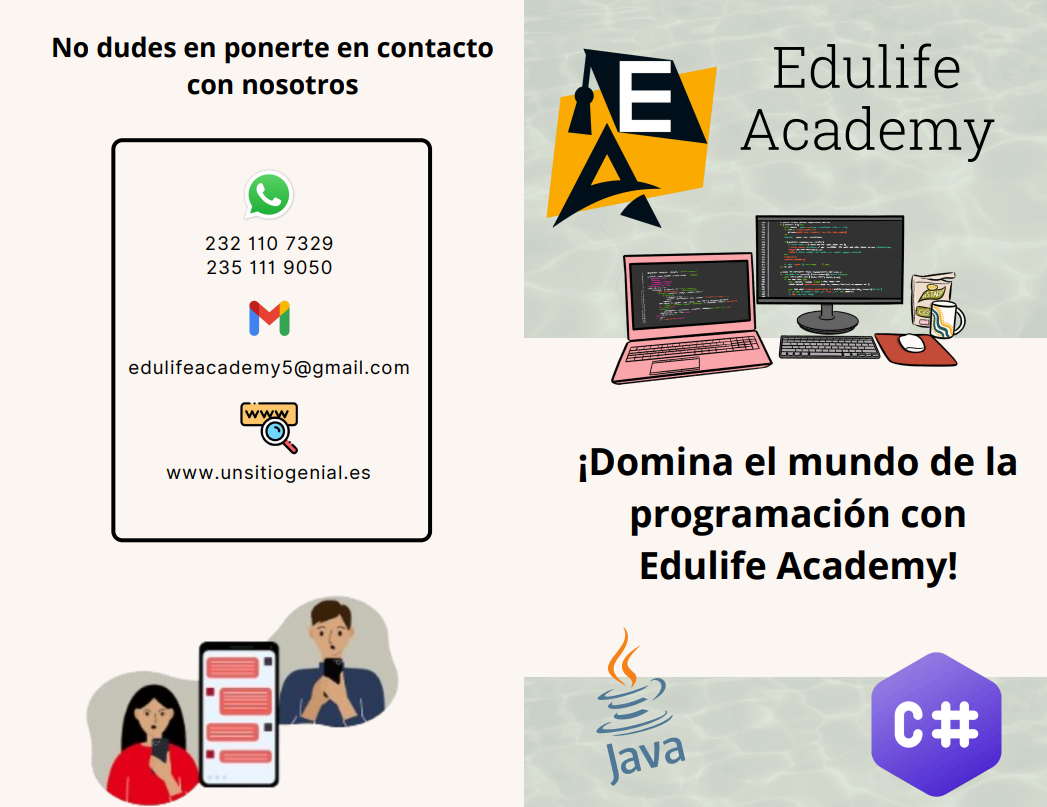 No dudes en ponerte en contacto
con nosotros
232 110 7329
235 111 9050
edulifeacademy5@gmail.com
www
www.unsitiogenial.es
E
Edulife
Academy
¡Domina el mundo de la
programación con
Edulife Academy!
Java
C#